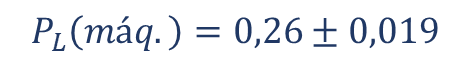 P_L(máq.) = 0,26 ± 0,019